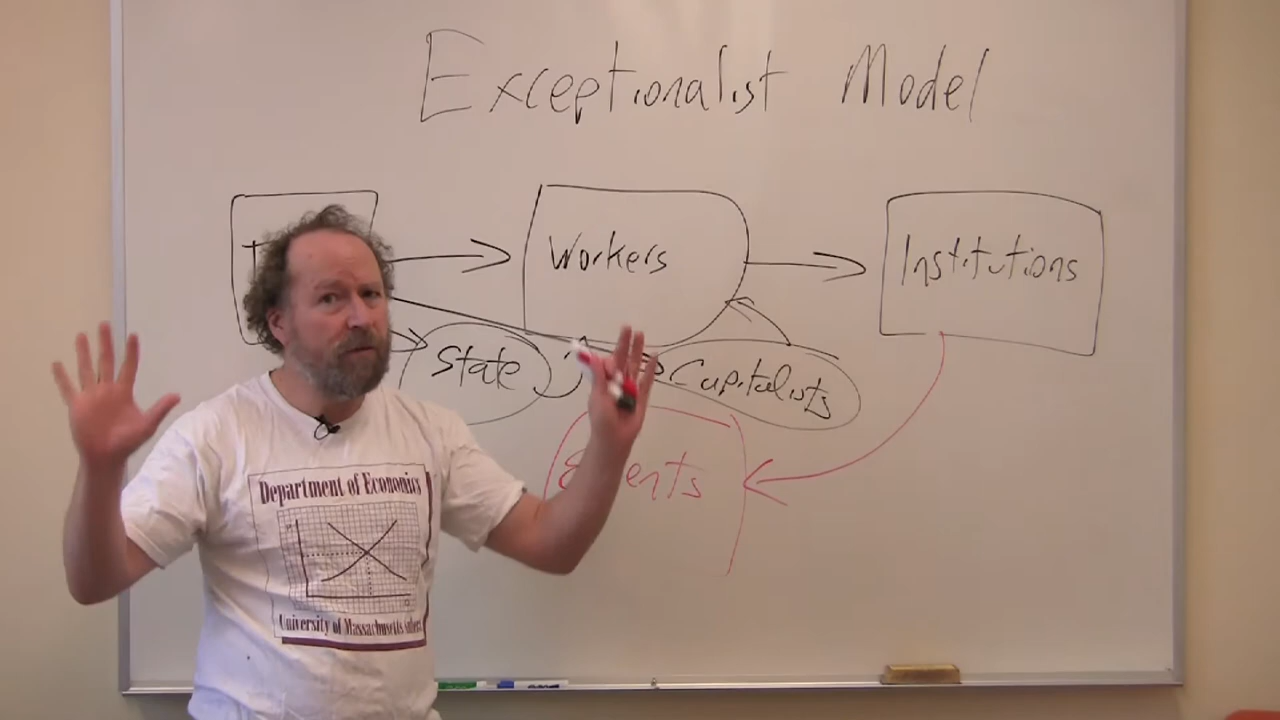 Exceptionalist Model
Workers
Institutions
State
Capitalists
Department of Economics
P
University of Massachusetts